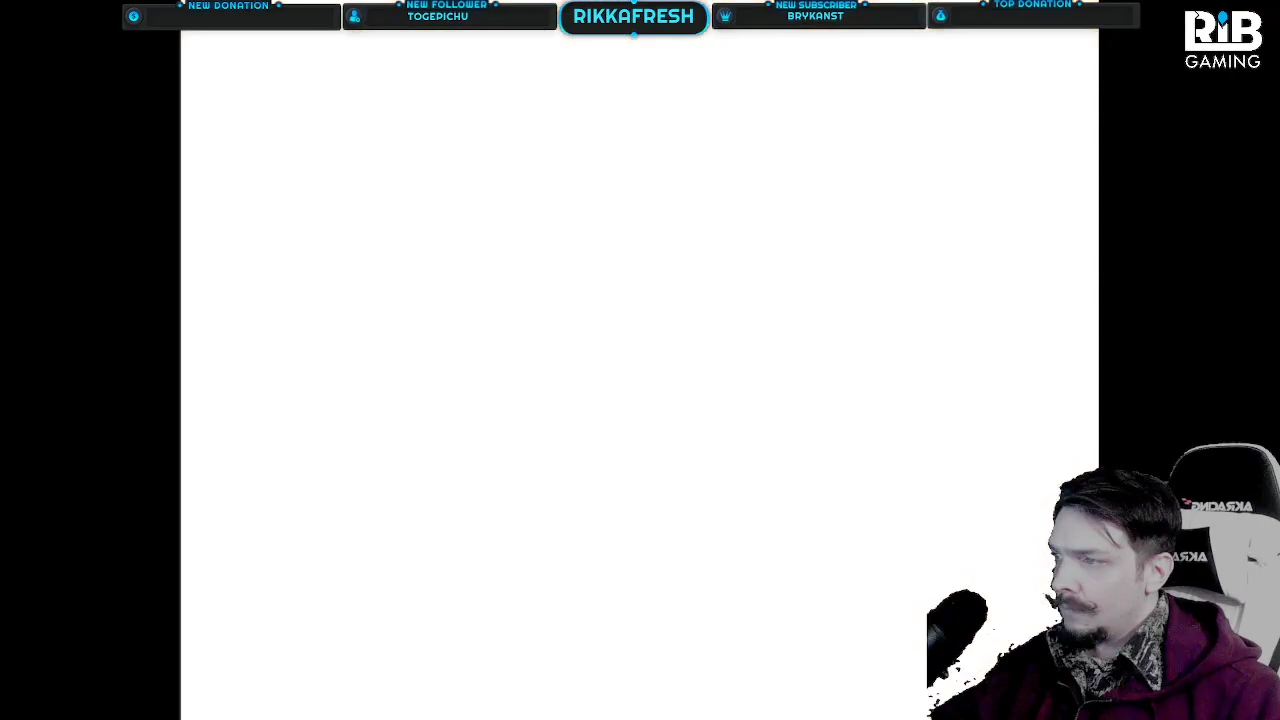 NEW DONATION
NEW FOLLOWER
TOGEPICHU
RIKKAFRESH
NEW SUBSCRIBER
BRYKANST
TOP DONATION
RIB
GAMING
AKRACING
AKRA